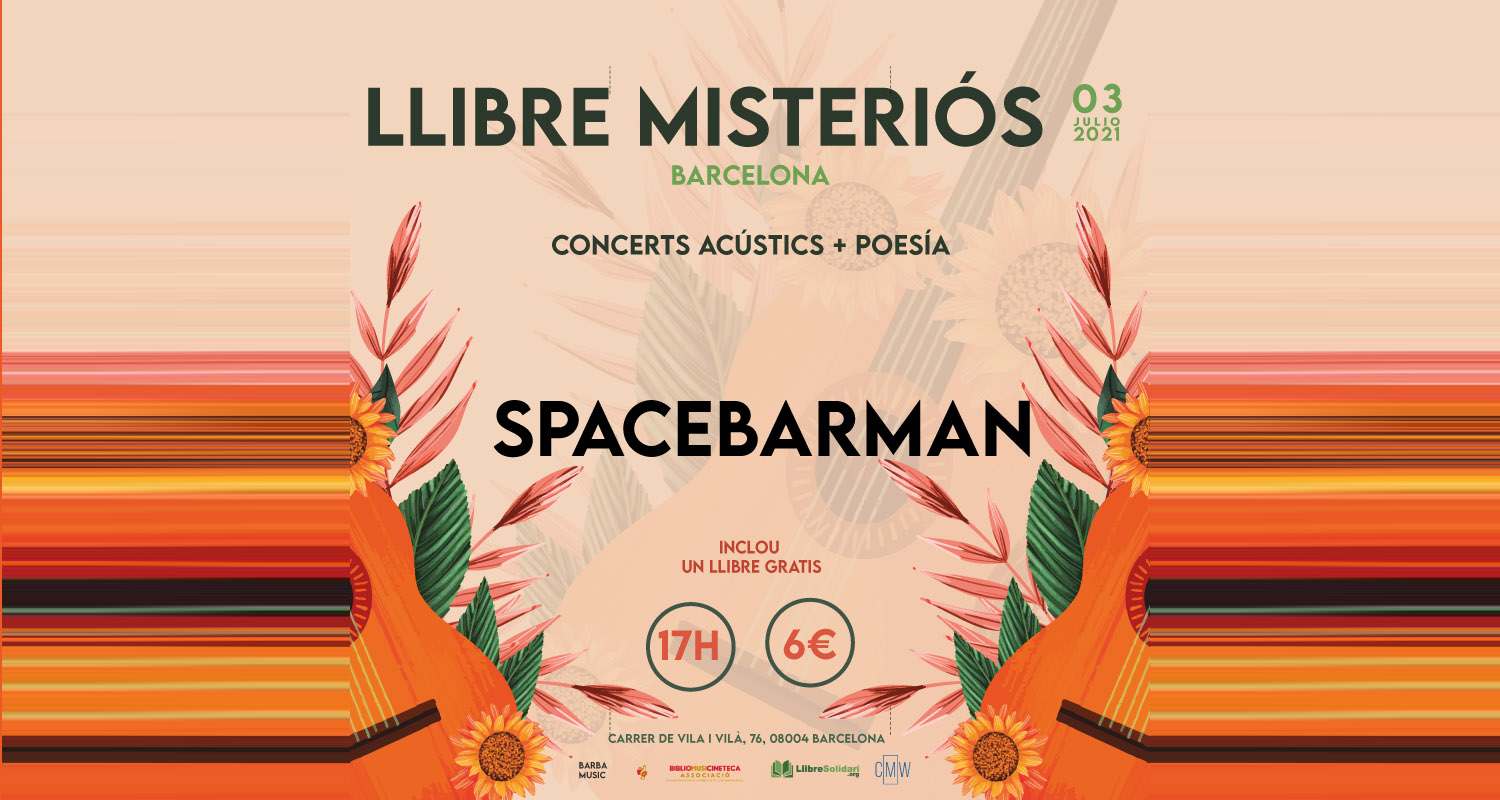 LLIBRE MISTERIÓS
03
JULIO
2021
BARCELONA
CONCERTS ACÚSTICS + POESÍA
SPACEBARMAN
INCLOU
UN LLIBRE GRATIS
17H
6€
CARRER DE VILA I VILÀ, 76, 08004 BARCELONA
BARBA
MUSIC
BIBLIOMUSICINETECA
ASSOCIACIÓ
LlibreSolidari
.org
CMW